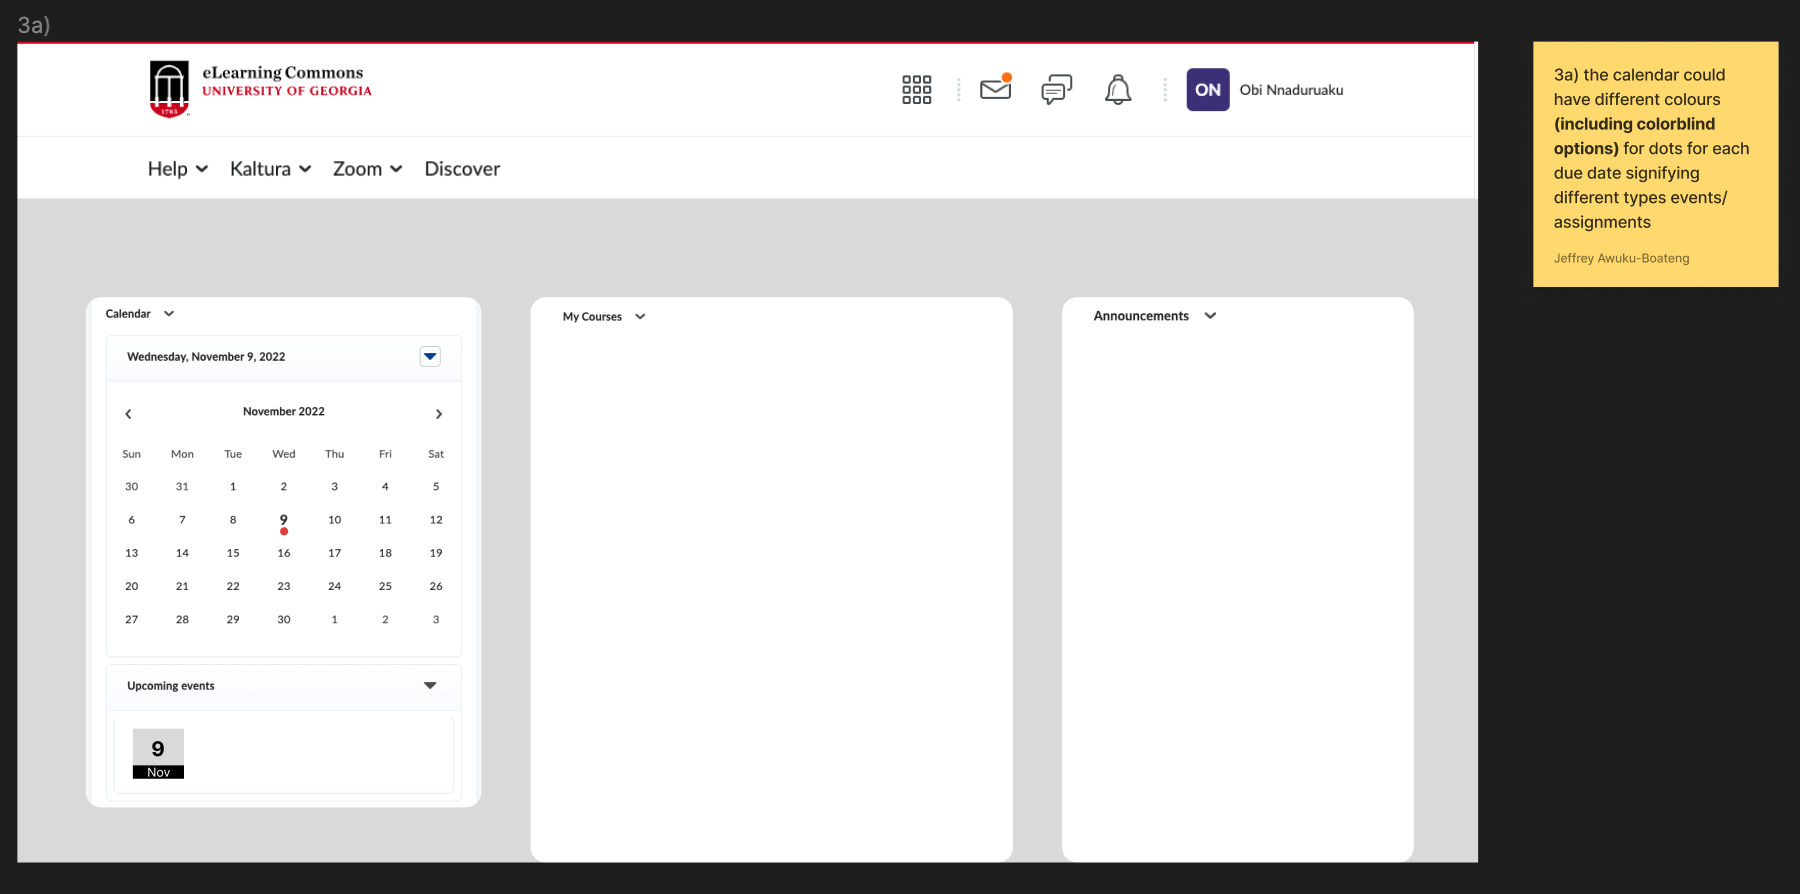 3a)
eLearning Commons
UNIVERSITY OF GEORGIA
1785
ON
Obi Nnaduruaku
Help
Kaltura
Zoom
Discover
Calendar
Wednesday, November 9, 2022
November 2022
Sun Mon Tue Wed Thu Fri Sat
30 31 1 2 3 4 5
6 7 8 9 10 11 12
13 14 15 16 17 18 19
20 21 22 23 24 25 26
27 28 29 30 1 2 3
Upcoming events
9
Nov
My Courses
Announcements
3a) the calendar could
have different colours
(including colorblind
options) for dots for each
due date signifying
different types events/
assignments
Jeffrey Awuku-Boateng